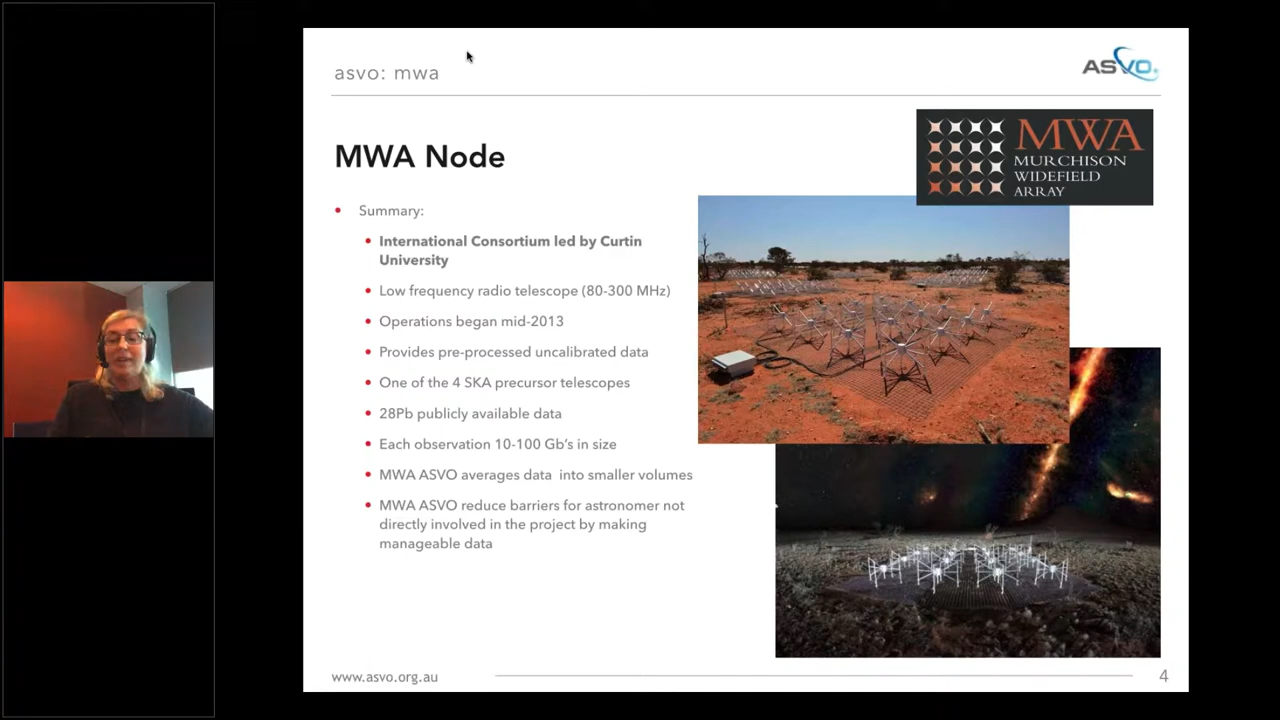 asvo: mwa
ASVO
MWA
MURCHISON
WIDEFIELD
ARRAY
MWA Node
Summary:
International Consortium led by Curtin
University
Low frequency radio telescope (80-300 MHz)
Operations began mid-2013
Provides pre-processed uncalibrated data
One of the 4 SKA precursor telescopes
28Pb publicly available data
Each observation 10-100 Gb's in size
MWA ASVO averages data into smaller volumes
MWA ASVO reduce barriers for astronomer not
directly involved in the project by making
manageable data
www.asvo.org.au
4